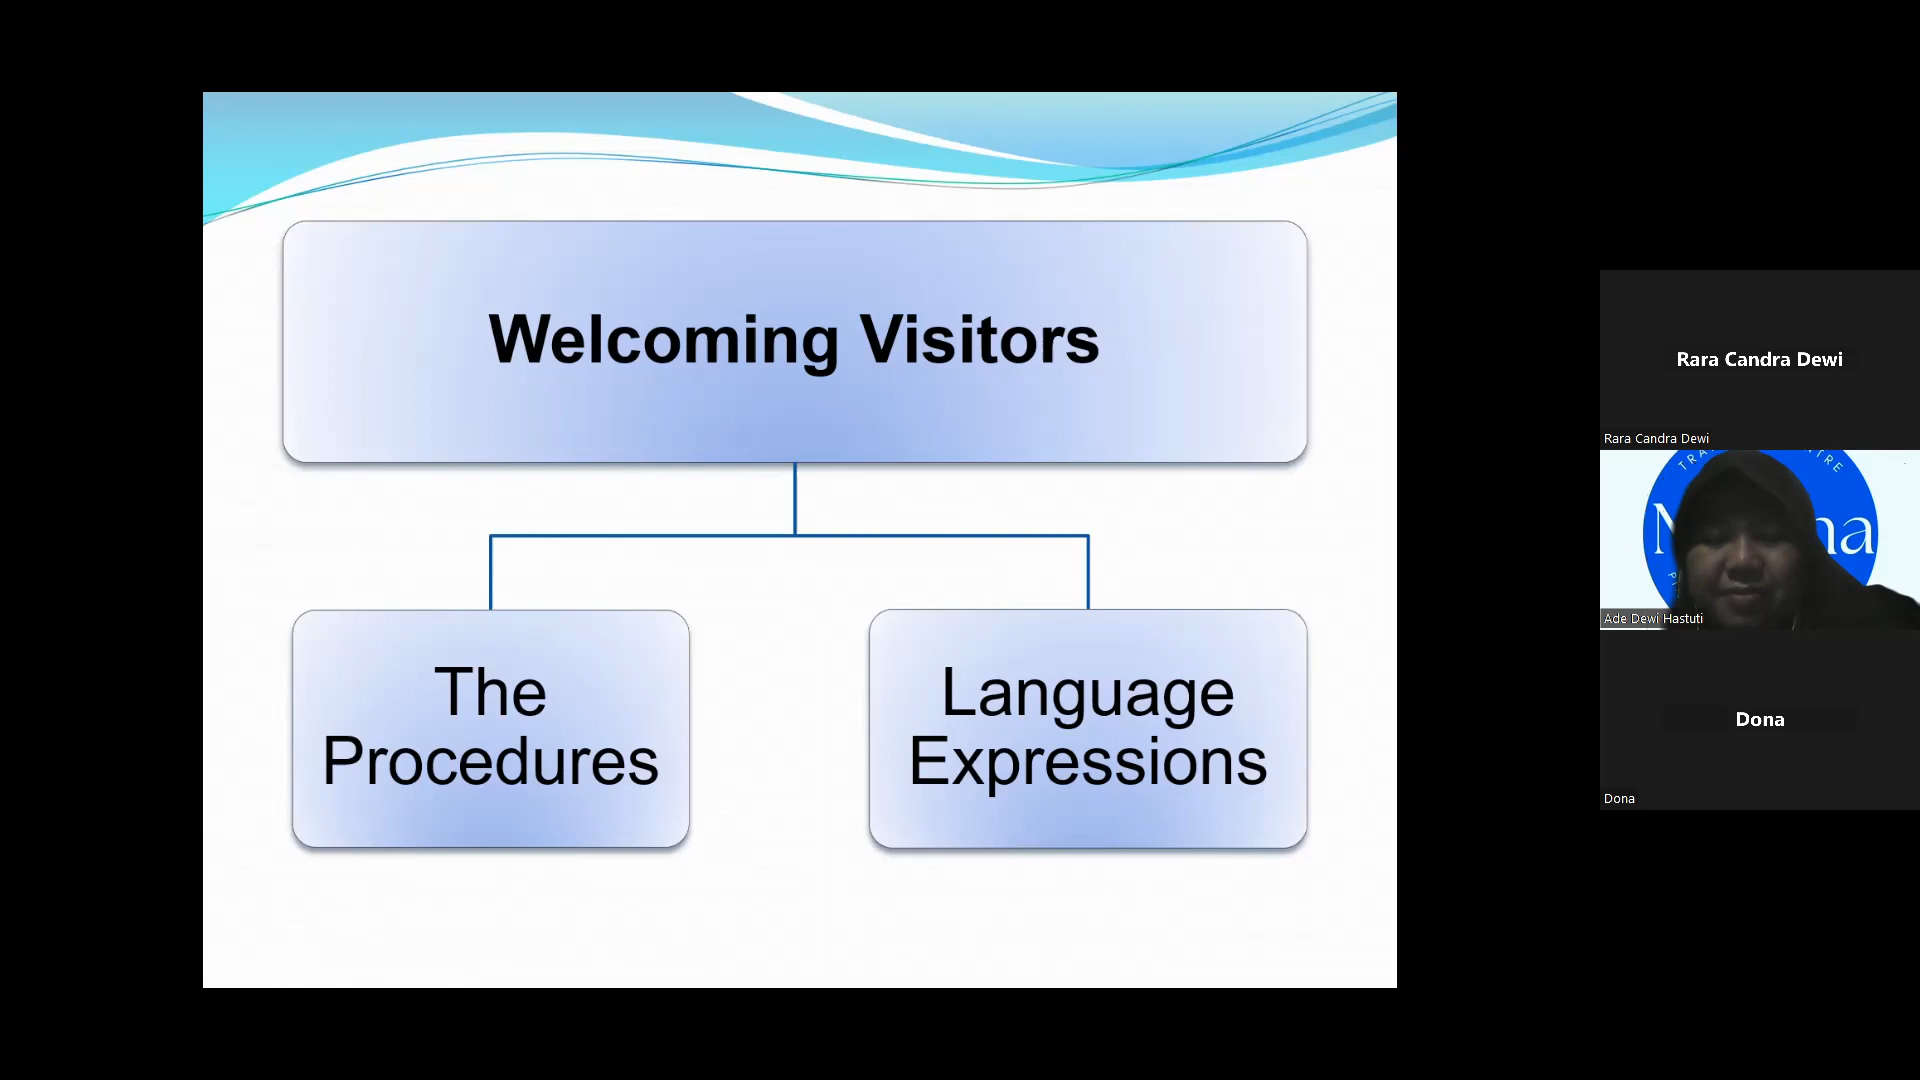 Welcoming Visitors
The
Procedures
Language
Expressions
Rara Candra Dewi
Rara Candra Dewi
Ade Dewi Hastuti
Dona
Dona